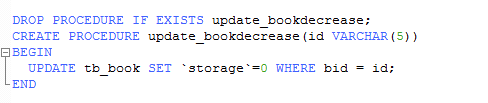 DROP PROCEDURE IF EXISTS update_bookdecrease;
CREATE PROCEDURE update_bookdecrease(id VARCHAR(5))
BEGIN
UPDATE tb_book SET `storage`=0 WHERE bid = id;
END